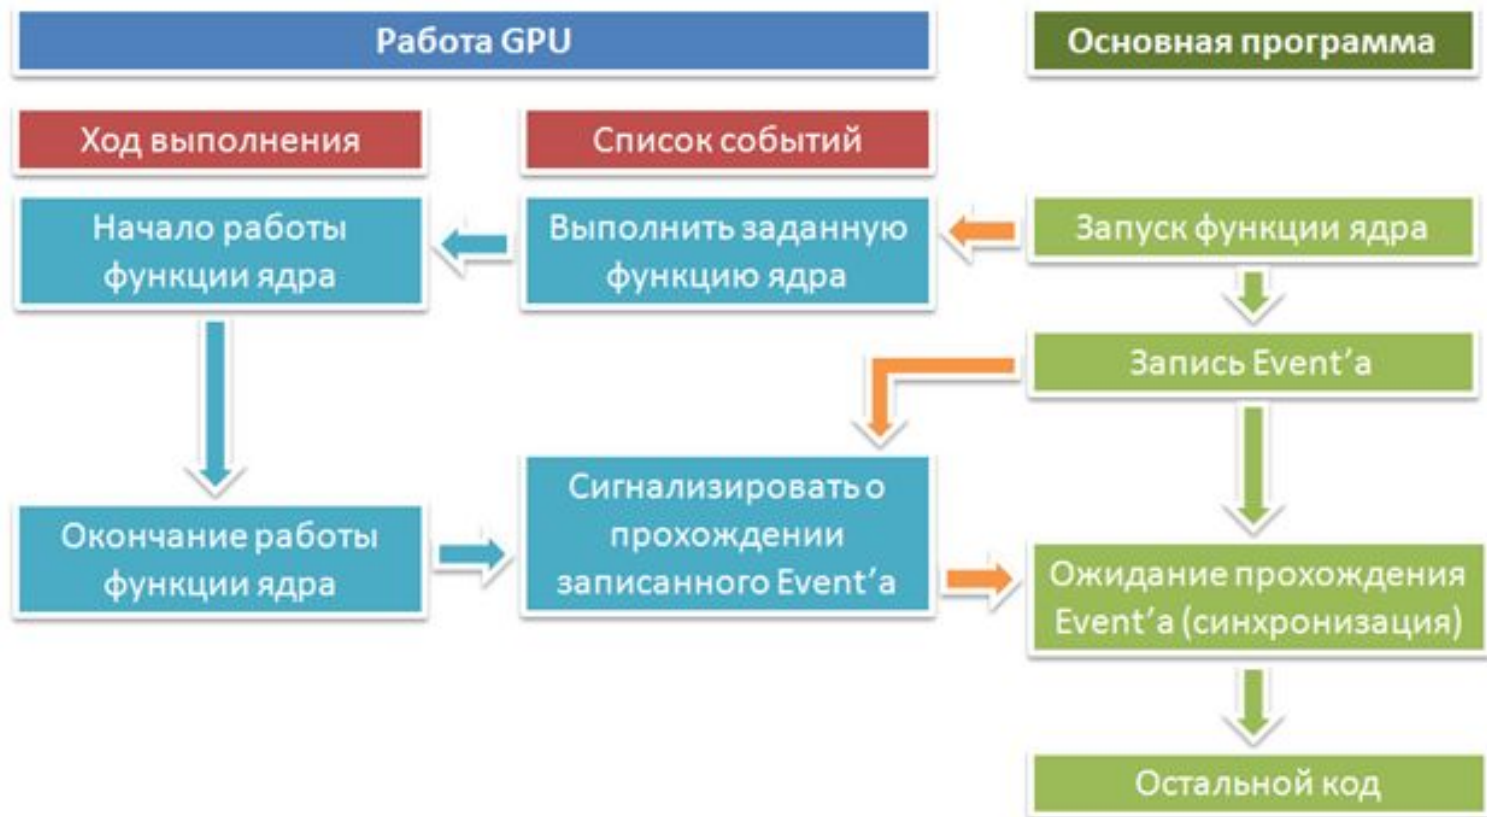 Работа GPU
Основная программа
Ход выполнения
Список событий
Начало работы
функции ядра
Выполнить заданную
функцию ядра
Запуск функции ядра
Запись Event’а
Окончание работы
функции ядра
Сигнализировать о
прохождении
записанного Event’а
Ожидание прохождения
Event’а (синхронизация)
Остальной код